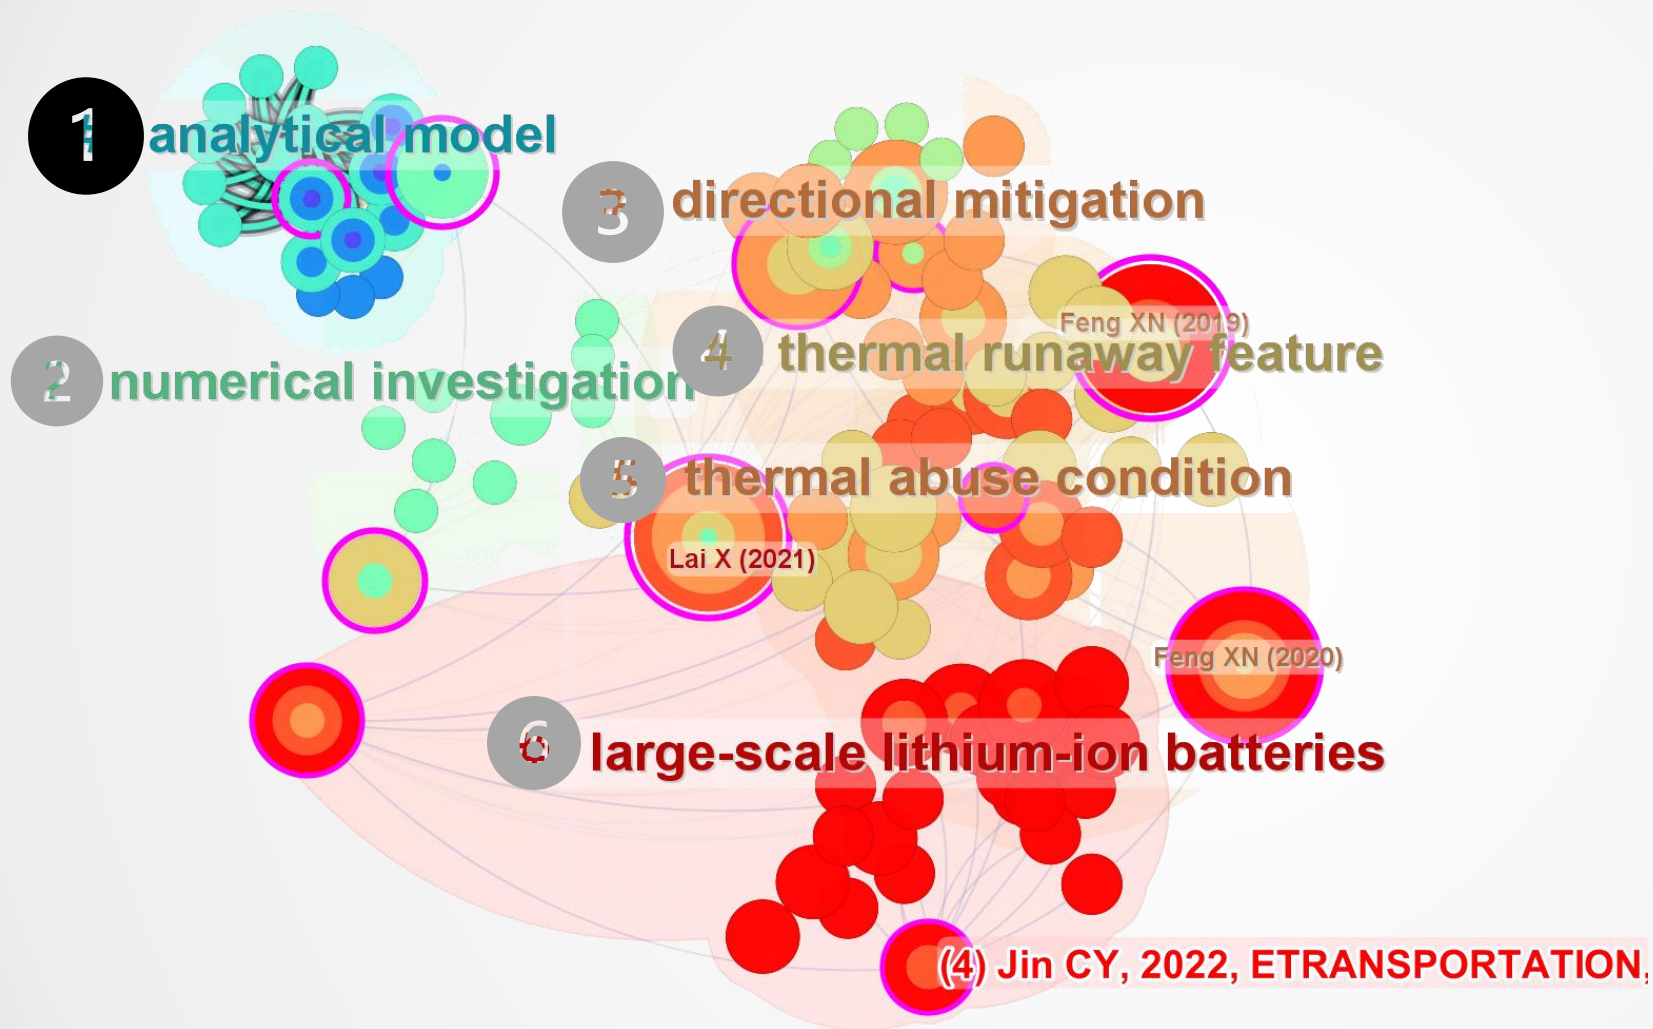 1 analytical model
3 directional mitigation
Feng XN (2019)
4 thermal runaway feature
2 numerical investigation
5 thermal abuse condition
Lai X (2021)
Feng XN (2020)
6 large-scale lithium-ion batteries
(4) Jin CY, 2022, ETRANSPORTATION,